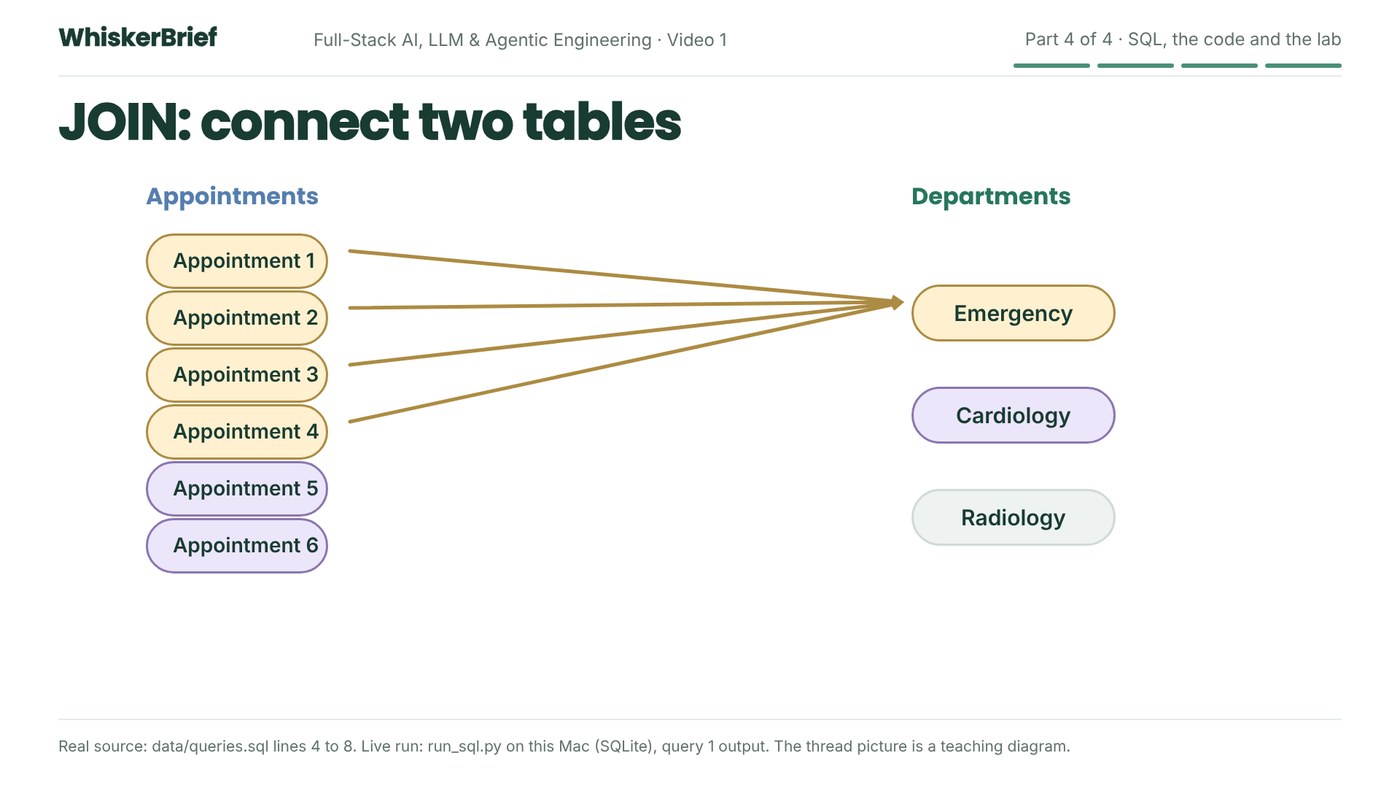 WhiskerBrief
Full-Stack AI, LLM & Agentic Engineering · Video 1
Part 4 of 4 · SQL, the code and the lab
JOIN: connect two tables
Appointments
Departments
Appointment 1
Appointment 2
Appointment 3
Appointment 4
Appointment 5
Appointment 6
Emergency
Cardiology
Radiology
Real source: data/queries.sql lines 4 to 8. Live run: run_sql.py on this Mac (SQLite), query 1 output. The thread picture is a teaching diagram.